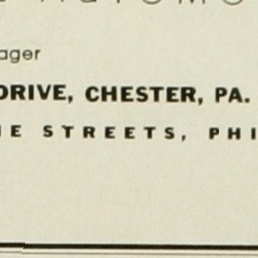 ager
DRIVE, CHESTER, PA.
E STREETS, PHI